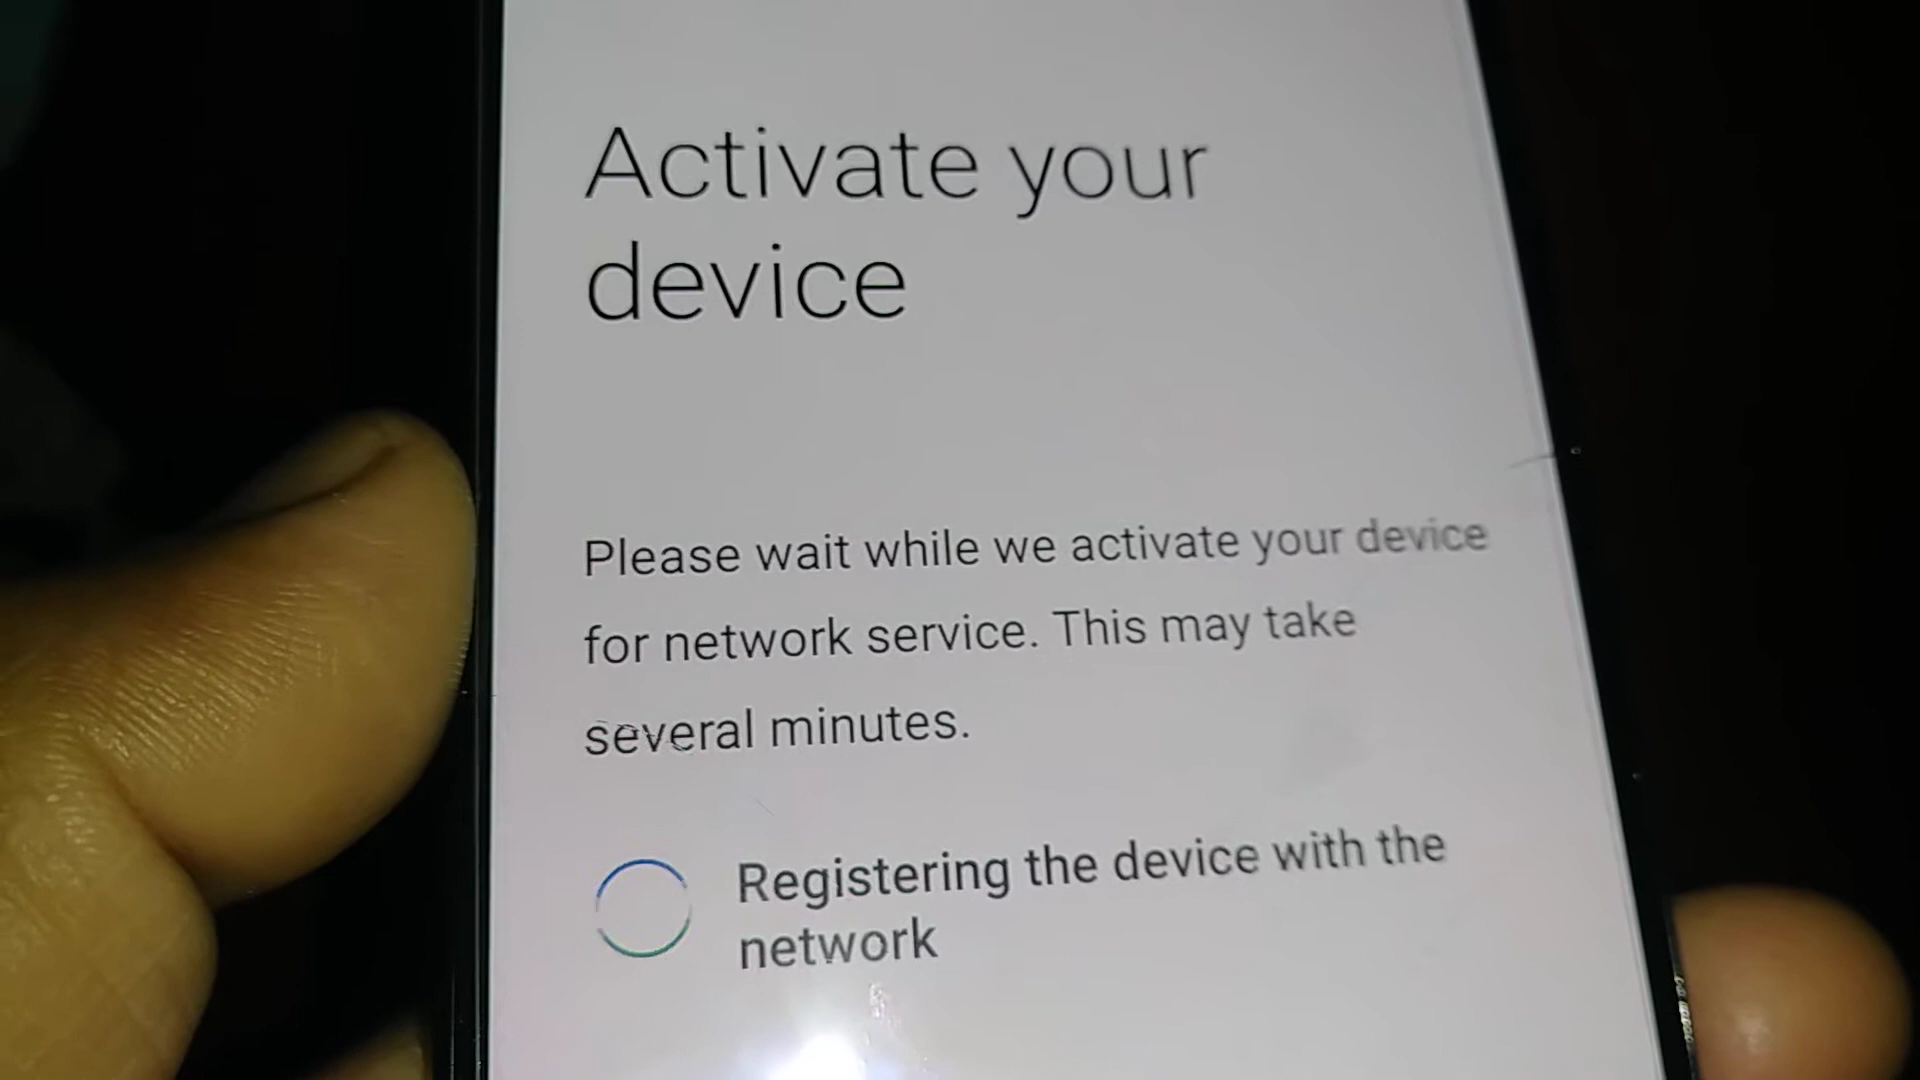 Activate your
device
Please wait while we activate your device
for network service. This may take
several minutes.
Registering the device with the
network